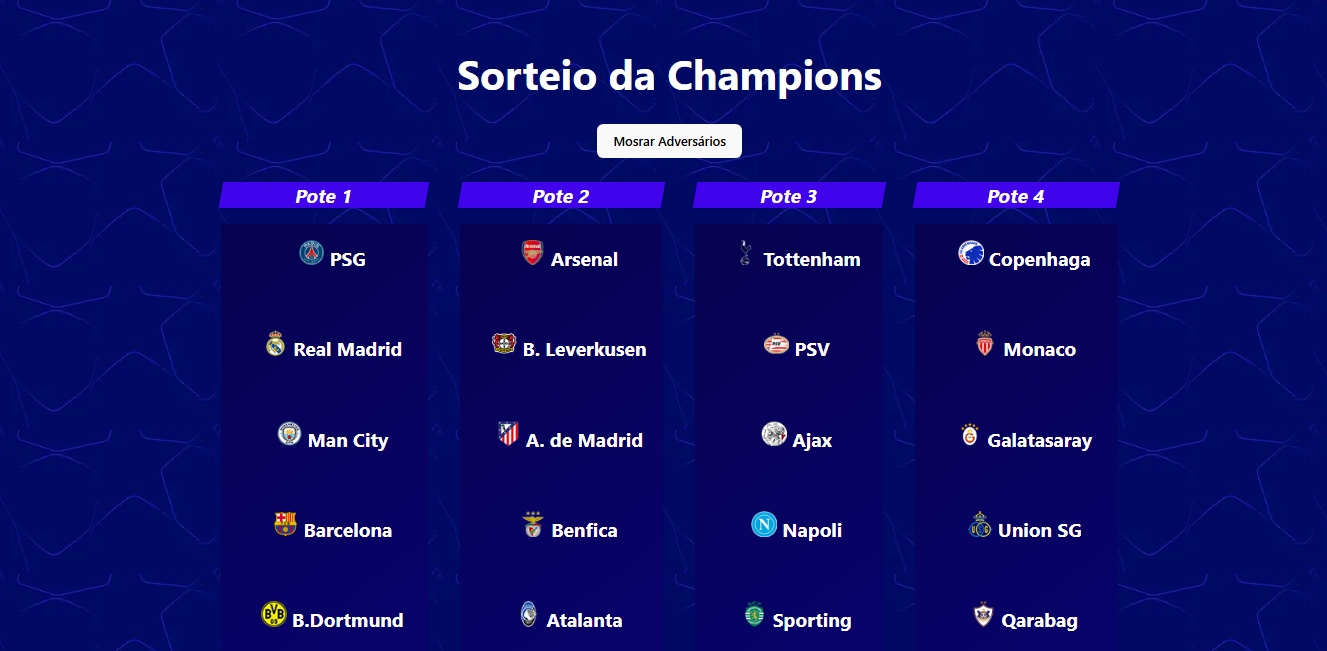 Sorteio da Champions
Mosrar Adversários
Pote 1 Pote 2 Pote 3 Pote 4
PSG Arsenal Tottenham Copenhaga
Real Madrid B. Leverkusen PSV Monaco
Man City A. de Madrid Ajax Galatasaray
Barcelona Benfica Napoli Union SG
B.Dortmund Atalanta Sporting Qarabag